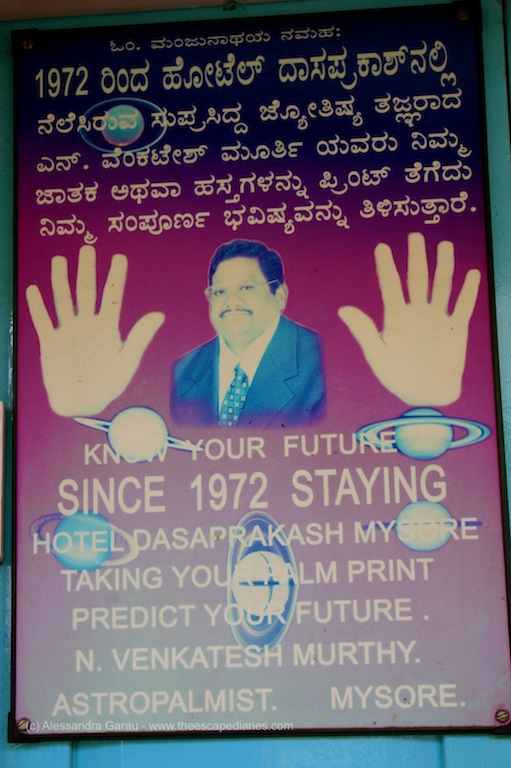 ಓಂ. ಮಂಜುನಾಥಯ ನಮಹ:
1972 ರಿಂದ ಹೋಟೆಲ್ ದಾಸಪ್ರಕಾಶ್‌ನಲ್ಲಿ
ನೆಲೆಸಿರುವ ಸುಪ್ರಸಿದ್ದ ಜ್ಯೋತಿಷ್ಯ ತಜ್ಞರಾದ
ಎನ್. ವೆಂಕಟೇಶ್ ಮೂರ್ತಿ ಯವರು ನಿಮ್ಮ
ಜಾತಕ ಅಥವಾ ಹಸ್ತಗಳನ್ನು ಪ್ರಿಂಟ್ ತೆಗೆದು
ನಿಮ್ಮ ಸಂಪೂರ್ಣ ಭವಿಷ್ಯವನ್ನು ತಿಳಿಸುತ್ತಾರೆ.
KNOW YOUR FUTURE
SINCE 1972 STAYING
HOTEL DASAPRAKASH MYSORE
TAKING YOUR PALM PRINT
PREDICT YOUR FUTURE .
N. VENKATESH MURTHY.
ASTROPALMIST. MYSORE.
(c) Alessandra Garau - www.theescapediaries.com